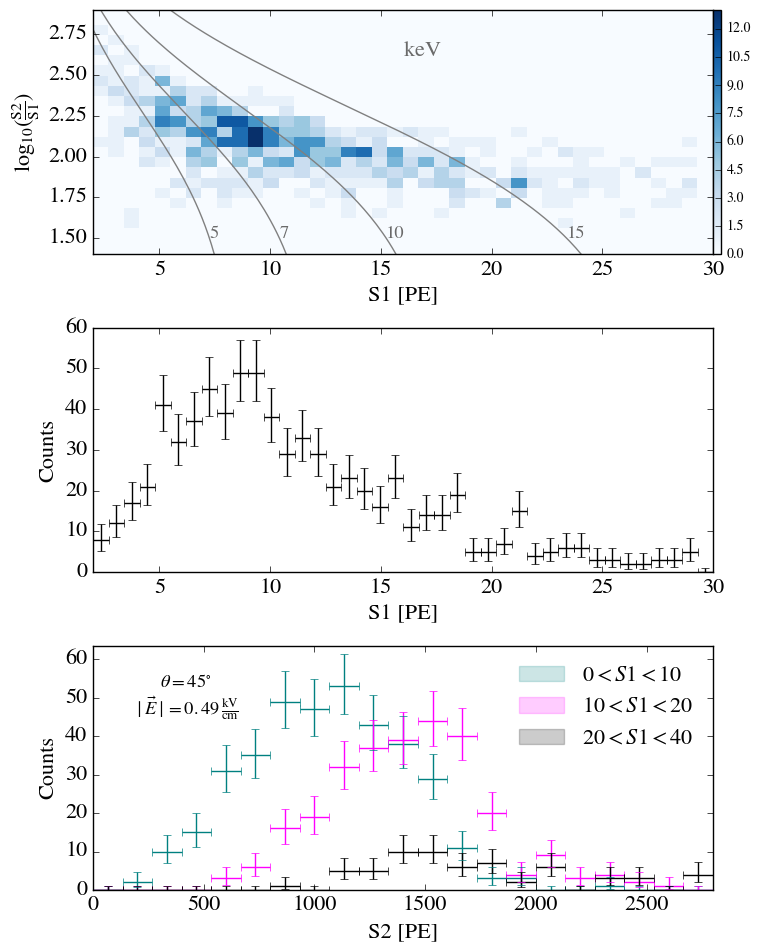 2.75
2.50
2.25
2.00
1.75
1.50
log₁₀(S2/S1)
keV
5 7 10 15
5 10 15 20 25 30
S1 [PE]
12.0
10.5
9.0
7.5
6.0
4.5
3.0
1.5
0.0
60
50
40
30
20
10
0
Counts
5 10 15 20 25 30
S1 [PE]
60
50
40
30
20
10
0
Counts
θ = 45°
|E⃗| = 0.49 kV/cm
0 < S1 < 10
10 < S1 < 20
20 < S1 < 40
0 500 1000 1500 2000 2500
S2 [PE]